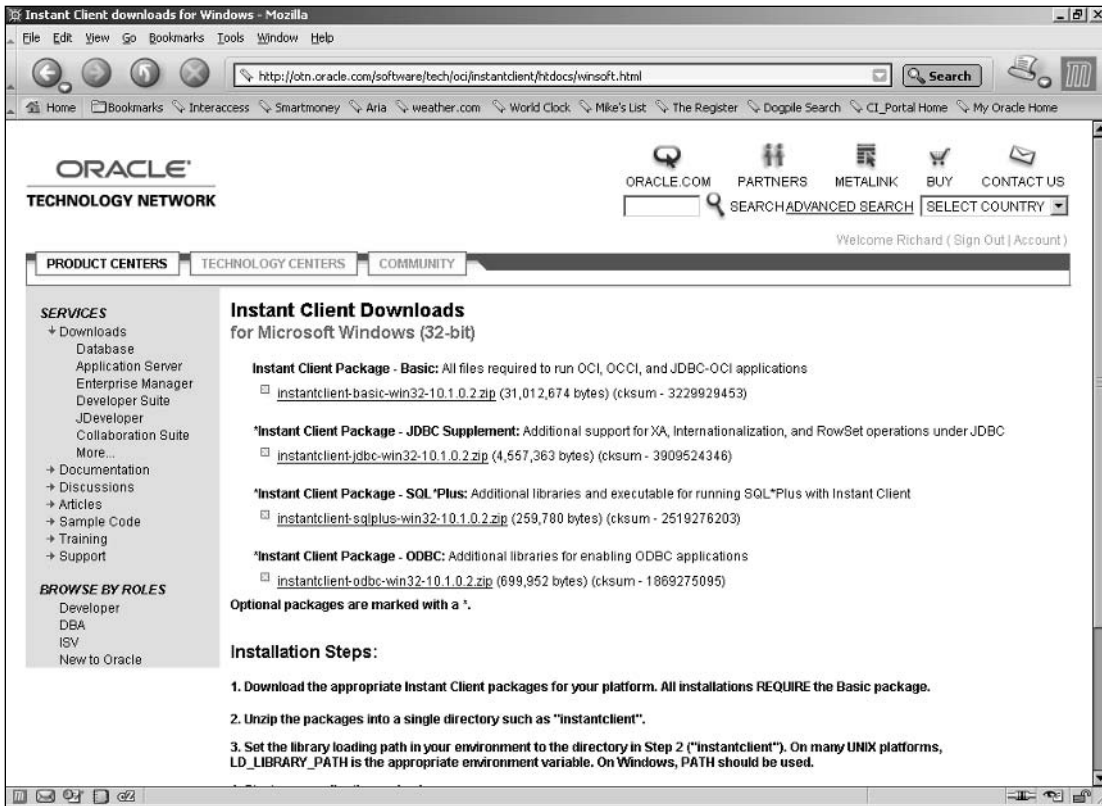 Instant Client downloads for Windows - Mozilla
File Edit View Go Bookmarks Tools Window Help
http://otn.oracle.com/software/tech/oci/instantclient/htdocs/winsoft.html
Search
Home Bookmarks Interaccess Smartmoney Aria weather.com World Clock Mike's List The Register Dogpile Search CI_Portal Home My Oracle Home
ORACLE
TECHNOLOGY NETWORK
ORACLE.COM PARTNERS METALINK BUY CONTACT US
SEARCH ADVANCED SEARCH SELECT COUNTRY
Welcome Richard ( Sign Out | Account )
PRODUCT CENTERS TECHNOLOGY CENTERS COMMUNITY
SERVICES
Downloads
Database
Application Server
Enterprise Manager
Developer Suite
JDeveloper
Collaboration Suite
More...
Documentation
Discussions
Articles
Sample Code
Training
Support
BROWSE BY ROLES
Developer
DBA
ISV
New to Oracle
Instant Client Downloads
for Microsoft Windows (32-bit)
Instant Client Package - Basic: All files required to run OCI, OCCI, and JDBC-OCI applications
instantclient-basic-win32-10.1.0.2.zip (31,012,674 bytes) (cksum - 3229929453)
*Instant Client Package - JDBC Supplement: Additional support for XA, Internationalization, and RowSet operations under JDBC
instantclient-jdbc-win32-10.1.0.2.zip (4,557,363 bytes) (cksum - 3909524346)
*Instant Client Package - SQL*Plus: Additional libraries and executable for running SQL*Plus with Instant Client
instantclient-sqlplus-win32-10.1.0.2.zip (259,780 bytes) (cksum - 2519276203)
*Instant Client Package - ODBC: Additional libraries for enabling ODBC applications
instantclient-odbc-win32-10.1.0.2.zip (699,952 bytes) (cksum - 1869275095)
Optional packages are marked with a *.
Installation Steps:
1. Download the appropriate Instant Client packages for your platform. All installations REQUIRE the Basic package.
2. Unzip the packages into a single directory such as "instantclient".
3. Set the library loading path in your environment to the directory in Step 2 ("instantclient"). On many UNIX platforms,
LD_LIBRARY_PATH is the appropriate environment variable. On Windows, PATH should be used.